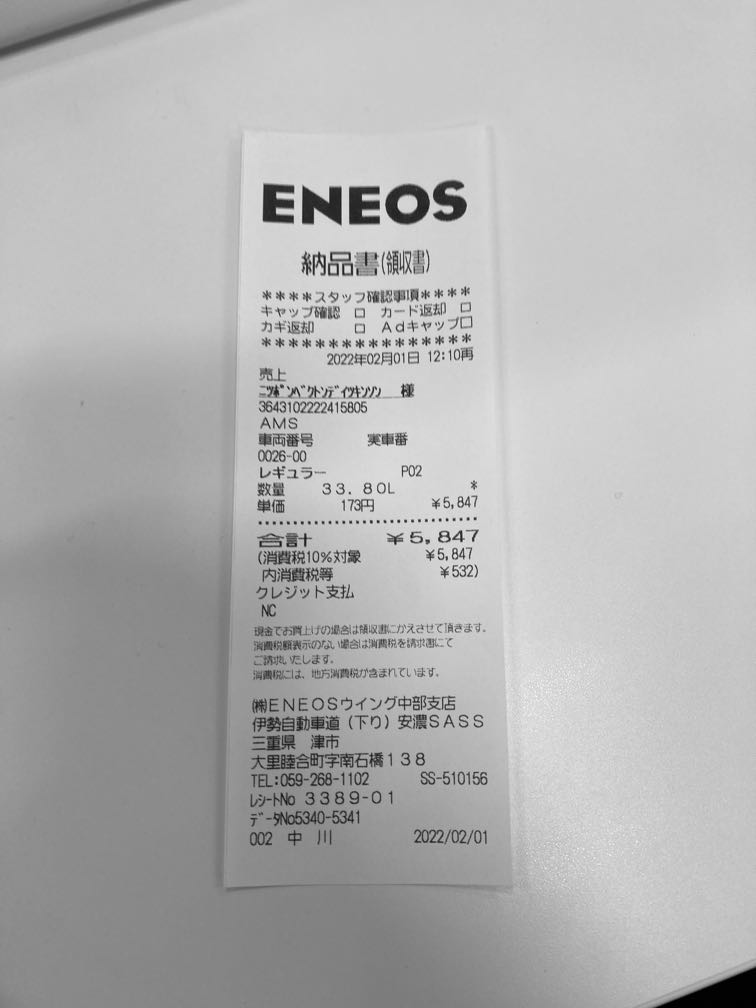 ENEOS
納品書(領収書)
****スタッフ確認事項****
キャップ確認 □ カード返却 □
カギ返却 □ Adキャップ□
****************
2022年02月01日 12:10再
売上
ﾆﾂﾎﾟﾝﾍﾞｸﾄﾝﾃﾞｲﾂｷﾝｿﾝ 様
3643102222415805
AMS
車両番号 実車番
0026-00
レギュラー P02
数量 33.80L *
単価 173円 ¥5,847
合計 ¥5,847
(消費税10%対象 ¥5,847
内消費税等 ¥532)
クレジット支払
NC
現金でお買上げの場合は領収書にかえさせて頂きます。
消費税額表示のない場合は消費税を請求書にて
ご請求いたします。
消費税には、地方消費税が含まれています。
㈱ENEOSウイング中部支店
伊勢自動車道(下り)安濃SASS
三重県 津市
大里睦合町字南石橋138
TEL:059-268-1102 SS-510156
ﾚｼｰﾄNo 3389-01
ﾃﾞｰﾀNo5340-5341
002 中 川 2022/02/01